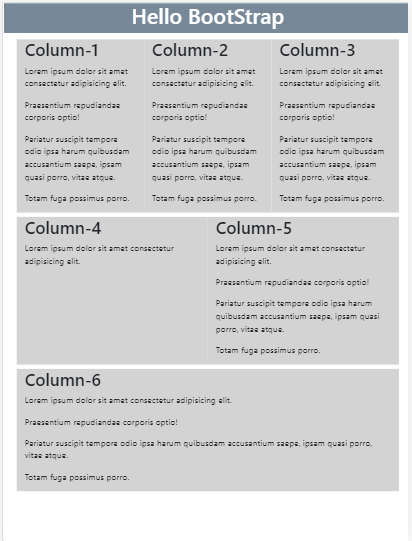 Hello BootStrap
Column-1
Lorem ipsum dolor sit amet
consectetur adipisicing elit.
Praesentium repudiandae
corporis optio!
Pariatur suscipit tempore
odio ipsa harum quibusdam
accusantium saepe, ipsam
quasi porro, vitae atque.
Totam fuga possimus porro.
Column-2
Lorem ipsum dolor sit amet
consectetur adipisicing elit.
Praesentium repudiandae
corporis optio!
Pariatur suscipit tempore
odio ipsa harum quibusdam
accusantium saepe, ipsam
quasi porro, vitae atque.
Totam fuga possimus porro.
Column-3
Lorem ipsum dolor sit amet
consectetur adipisicing elit.
Praesentium repudiandae
corporis optio!
Pariatur suscipit tempore
odio ipsa harum quibusdam
accusantium saepe, ipsam
quasi porro, vitae atque.
Totam fuga possimus porro.
Column-4
Lorem ipsum dolor sit amet consectetur
adipisicing elit.
Column-5
Lorem ipsum dolor sit amet consectetur
adipisicing elit.
Praesentium repudiandae corporis optio!
Pariatur suscipit tempore odio ipsa harum
quibusdam accusantium saepe, ipsam quasi
porro, vitae atque.
Totam fuga possimus porro.
Column-6
Lorem ipsum dolor sit amet consectetur adipisicing elit.
Praesentium repudiandae corporis optio!
Pariatur suscipit tempore odio ipsa harum quibusdam accusantium saepe, ipsam quasi porro,
vitae atque.
Totam fuga possimus porro.